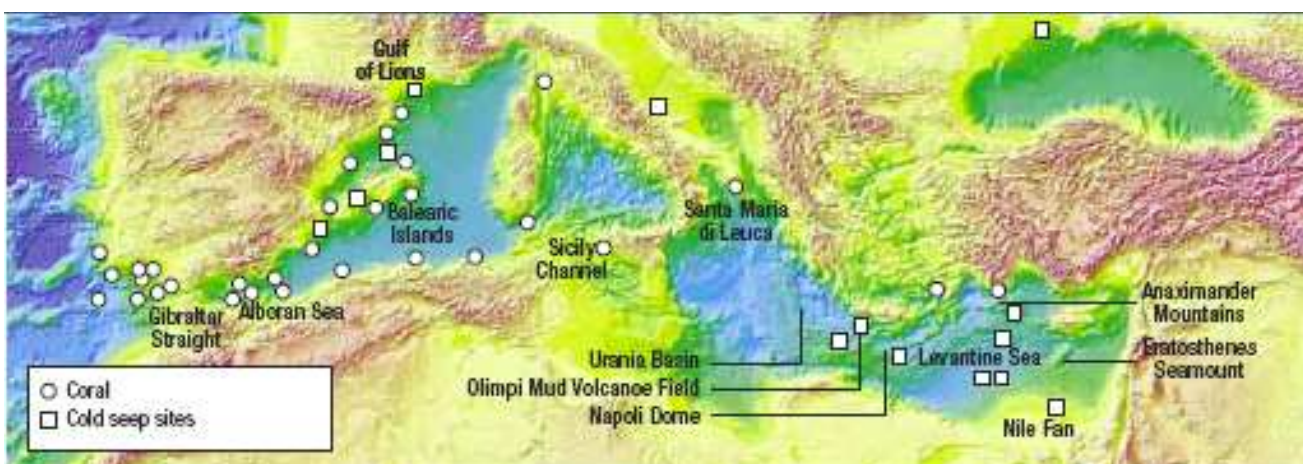 Gulf
of Lions
Balearic
Islands
Santa Maria
di Leuca
Sicily
Channel
Gibraltar
Straight
Alboran Sea
Anaximander
Mountains
Urania Basin
Levantine Sea
Eratosthenes
Seamount
Olimpi Mud Volcanoe Field
Napoli Dome
Nile Fan
Coral
Cold seep sites